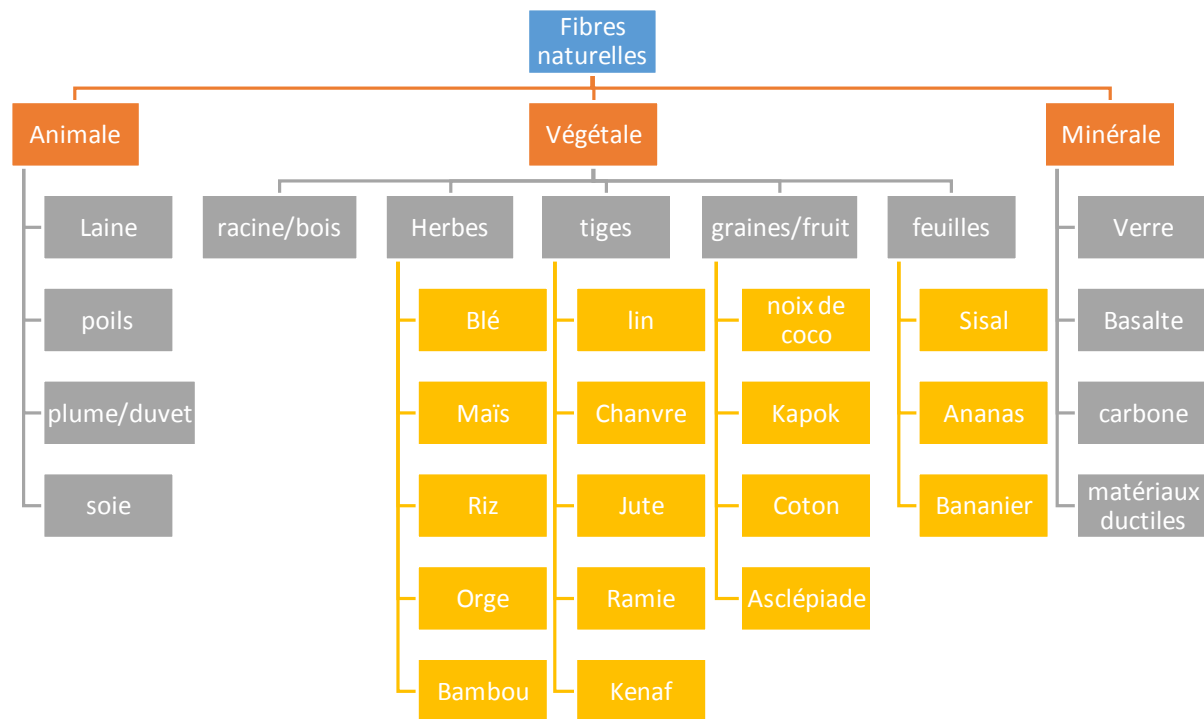 Fibres
naturelles
Animale
Végétale
Minérale
Laine
racine/bois
Herbes
tiges
graines/fruit
feuilles
Verre
poils
Blé
lin
noix de
coco
Sisal
Basalte
plume/duvet
Maïs
Chanvre
Kapok
Ananas
carbone
soie
Riz
Jute
Coton
Bananier
matériaux
ductiles
Orge
Ramie
Asclépiade
Bambou
Kenaf